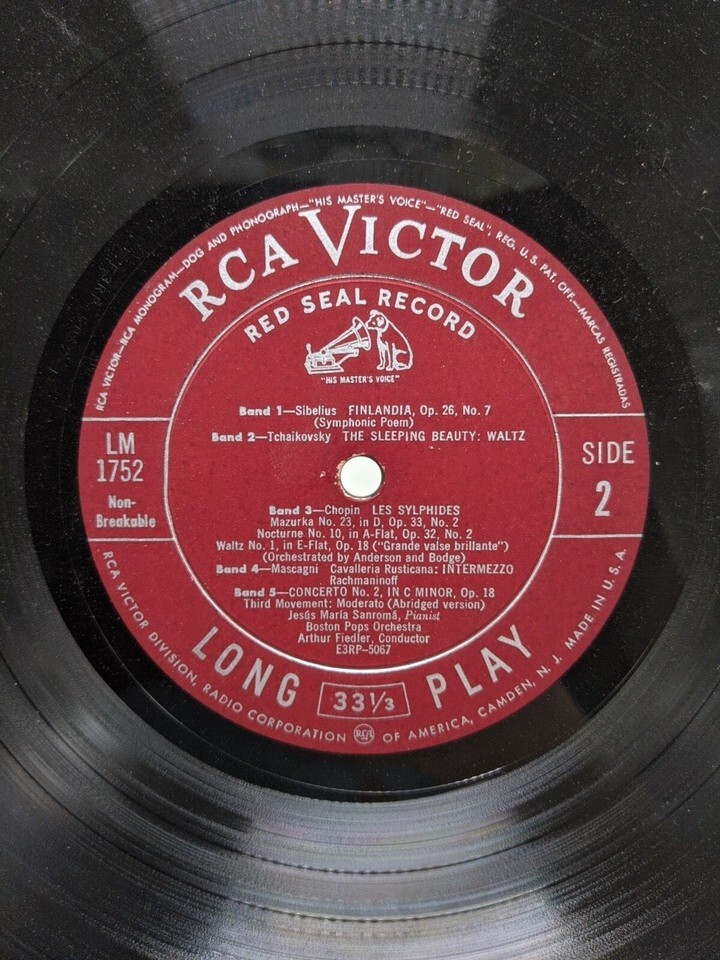 RCA VICTOR—RCA MONOGRAM—DOG AND PHONOGRAPH—"HIS MASTER'S VOICE"—"RED SEAL", REG. U. S. PAT. OFF.—MARCAS REGISTRADAS
RCA VICTOR
RED SEAL RECORD
"HIS MASTER'S VOICE"
Band 1—Sibelius FINLANDIA, Op. 26, No. 7
(Symphonic Poem)
Band 2—Tchaikovsky THE SLEEPING BEAUTY: WALTZ
LM
1752
Non-
Breakable
SIDE
2
Band 3—Chopin LES SYLPHIDES
Mazurka No. 23, in D, Op. 33, No. 2
Nocturne No. 10, in A-Flat, Op. 32, No. 2
Waltz No. 1, in E-Flat, Op. 18 ("Grande valse brillante")
(Orchestrated by Anderson and Bodge)
Band 4—Mascagni Cavalleria Rusticana: INTERMEZZO
Rachmaninoff
Band 5—CONCERTO No. 2, IN C MINOR, Op. 18
Third Movement: Moderato (Abridged version)
Jesús María Sanromá, Pianist
Boston Pops Orchestra
Arthur Fiedler, Conductor
E3RP-5067
LONG 33 1/3 PLAY
RCA VICTOR DIVISION, RADIO CORPORATION RCA OF AMERICA, CAMDEN, N. J. MADE IN U. S. A.